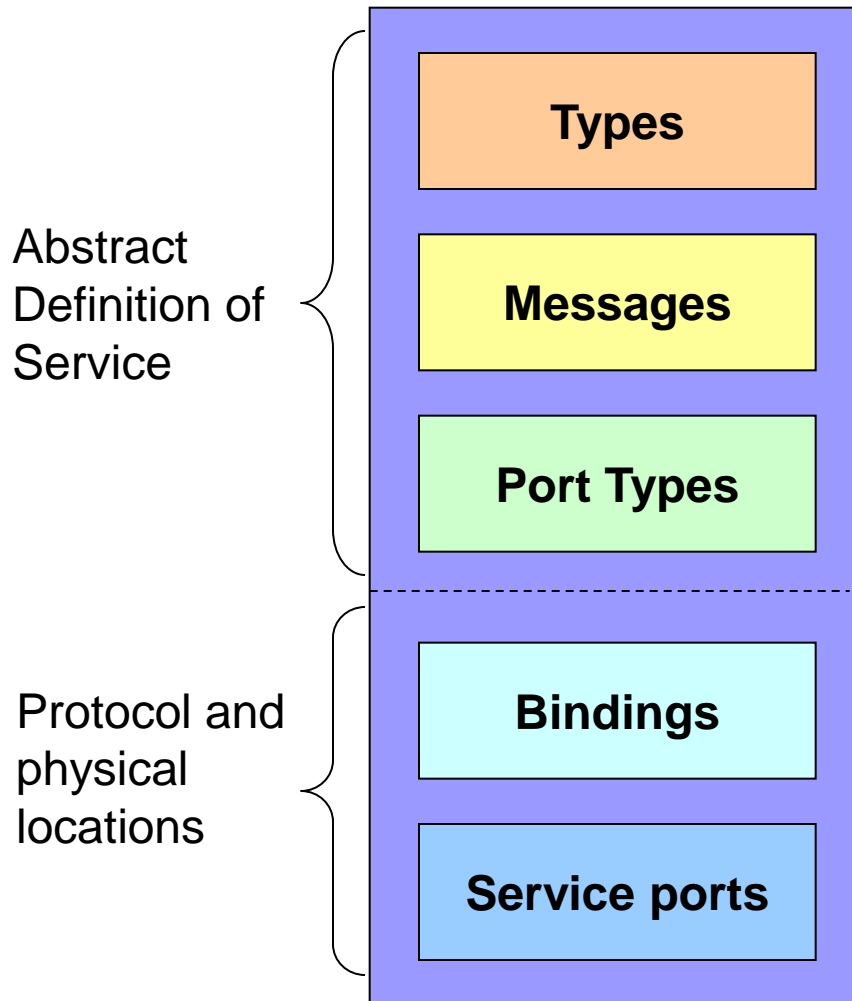 Types
Abstract
Definition of
Service
Messages
Port Types
Bindings
Protocol and
physical
locations
Service ports